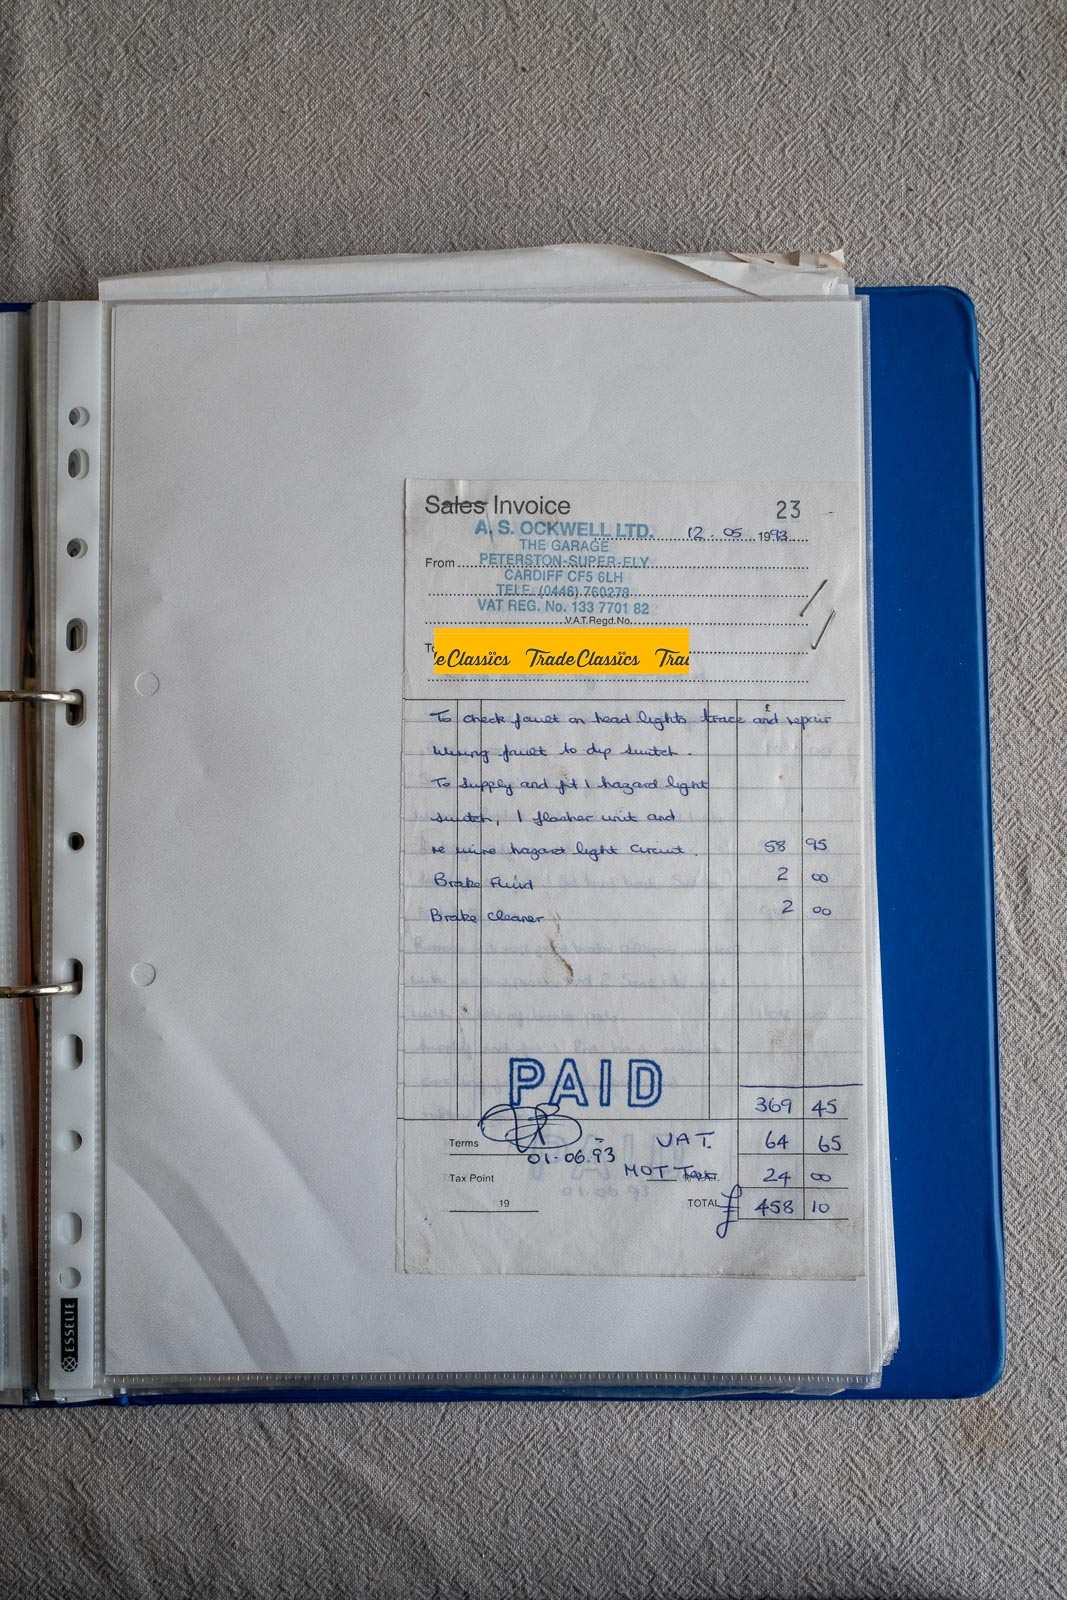 Sales Invoice 23
A. S. OCKWELL LTD. 12. 05 1993
THE GARAGE
From PETERSTON-SUPER-ELY
CARDIFF CF5 6LH
TELE. (0446) 760278
VAT REG. No. 133 7701 82
V.A.T. Regd. No.
To
eClassics TradeClassics Trad
To check fault on head lights trace and repair
wiring fault to dip switch.
To supply and fit 1 hazard light
switch, 1 flasher unit and
re wire hazard light circuit. 58 95
Brake Fluid 2 00
Brake cleaner 2 00
PAID
369 45
Terms VAT. 64 65
01-06.93
Tax Point MOT 24 00
19 TOTAL £ 458 10
ESSELTE